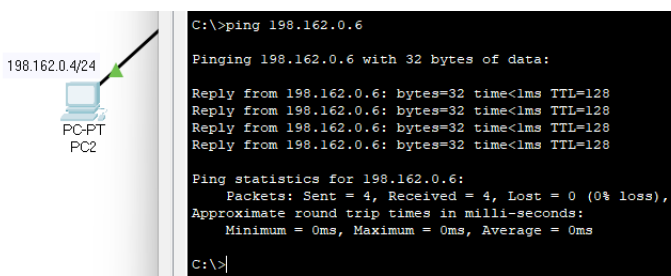 198.162.0.4/24
PC-PT
PC2
C:\>ping 198.162.0.6
Pinging 198.162.0.6 with 32 bytes of data:
Reply from 198.162.0.6: bytes=32 time<1ms TTL=128
Reply from 198.162.0.6: bytes=32 time<1ms TTL=128
Reply from 198.162.0.6: bytes=32 time<1ms TTL=128
Reply from 198.162.0.6: bytes=32 time<1ms TTL=128
Ping statistics for 198.162.0.6:
Packets: Sent = 4, Received = 4, Lost = 0 (0% loss),
Approximate round trip times in milli-seconds:
Minimum = 0ms, Maximum = 0ms, Average = 0ms
C:\>